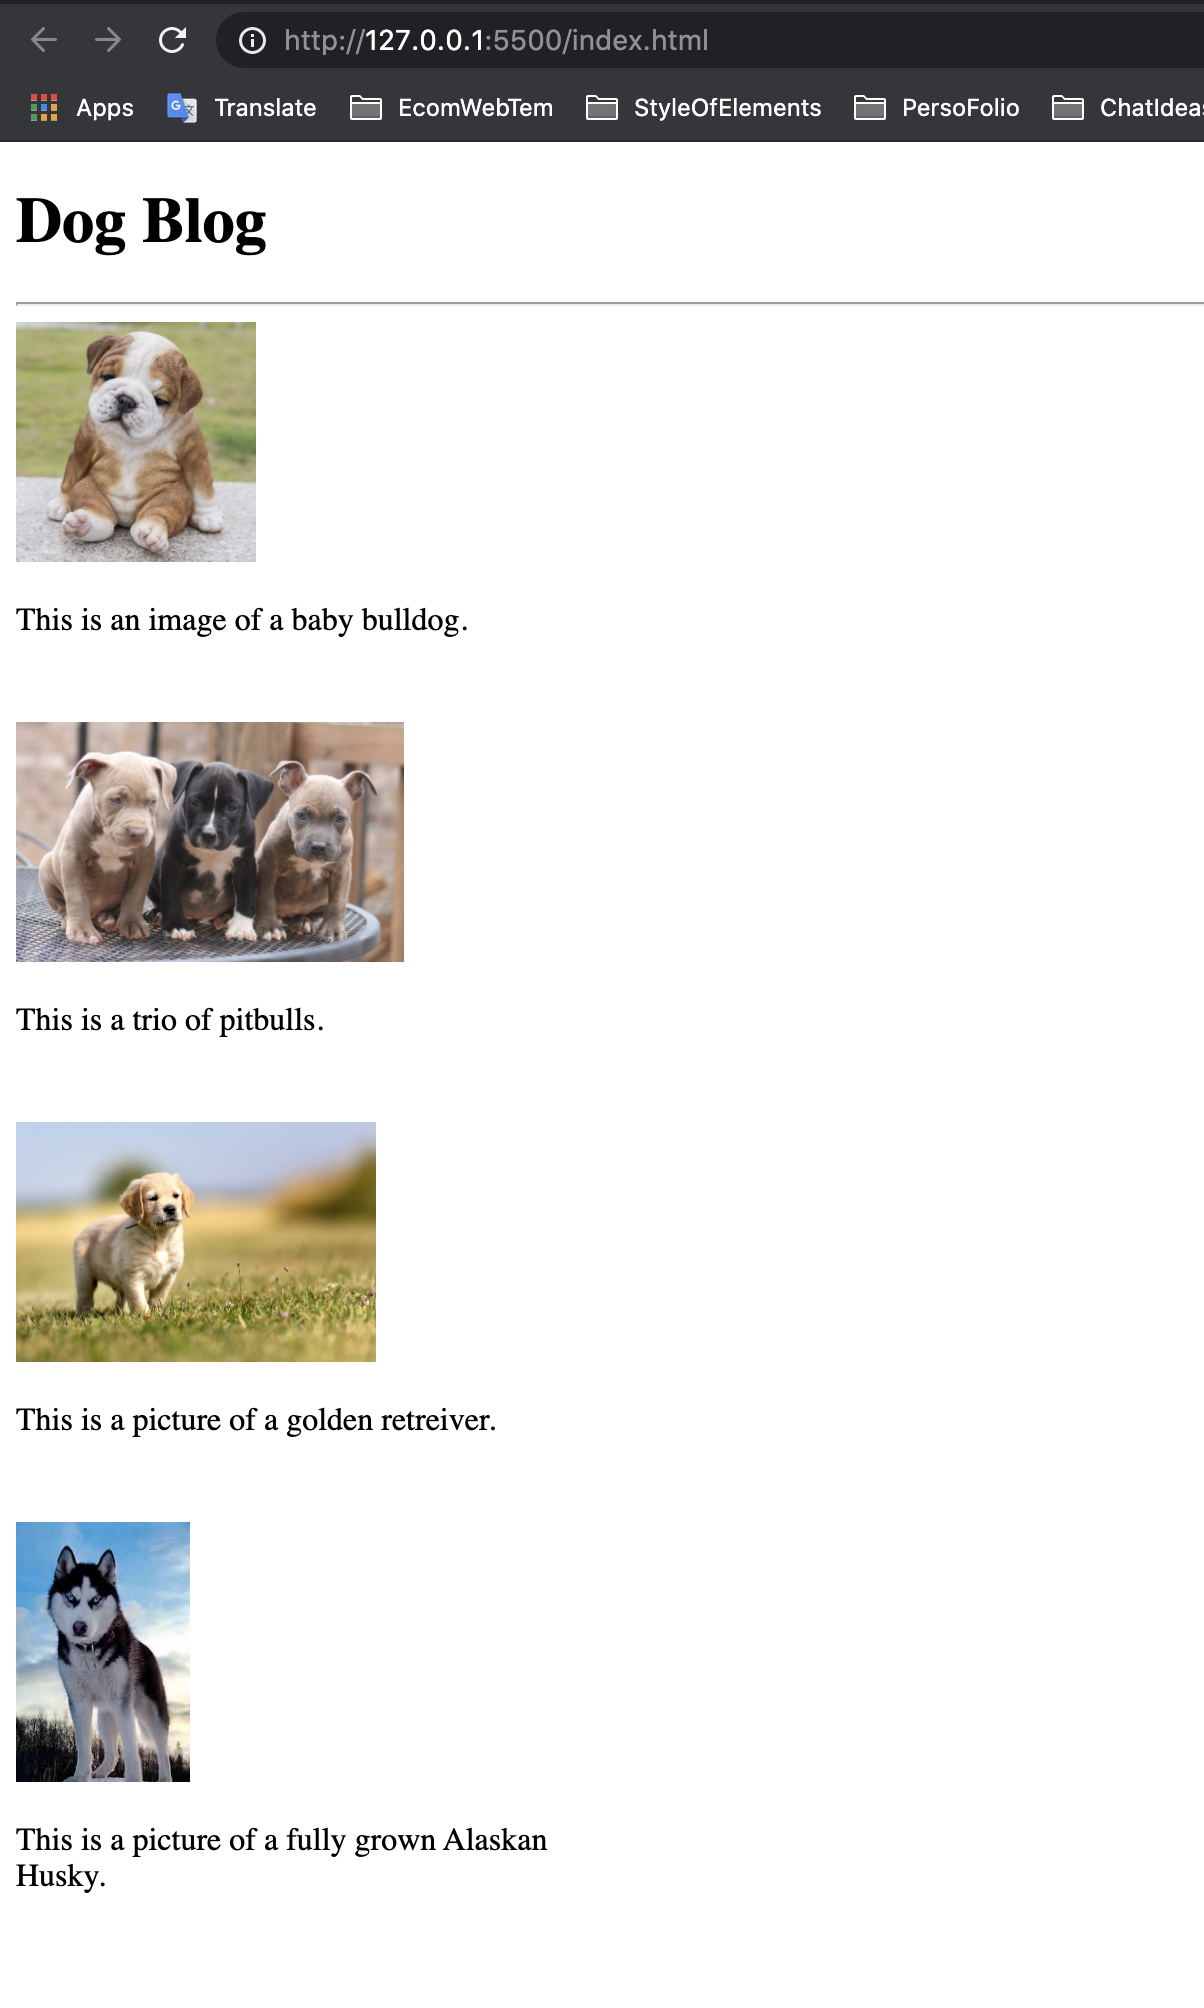 http://127.0.0.1:5500/index.html
Apps Translate EcomWebTem StyleOfElements PersoFolio ChatIdeas
Dog Blog
This is an image of a baby bulldog.
This is a trio of pitbulls.
This is a picture of a golden retreiver.
This is a picture of a fully grown Alaskan
Husky.